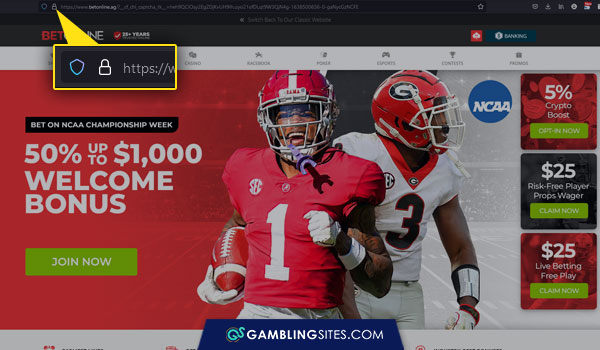 https://www.betonline.ag/
Switch Back To Our Classic Website
BETONLINE
25+ YEARS
BANKING
https://w
CASINO
RACEBOOK
POKER
ESPORTS
CONTESTS
PROMOS
BET ON NCAA CHAMPIONSHIP WEEK
50% UP TO $1,000
WELCOME
BONUS
JOIN NOW
SEC
1
SEC
3
G
NCAA
5%
Crypto
Boost
OPT-IN NOW
$25
Risk-Free Player
Props Wager
CLAIM NOW
$25
Live Betting
Free Play
CLAIM NOW
GS GAMBLINGSITES.COM